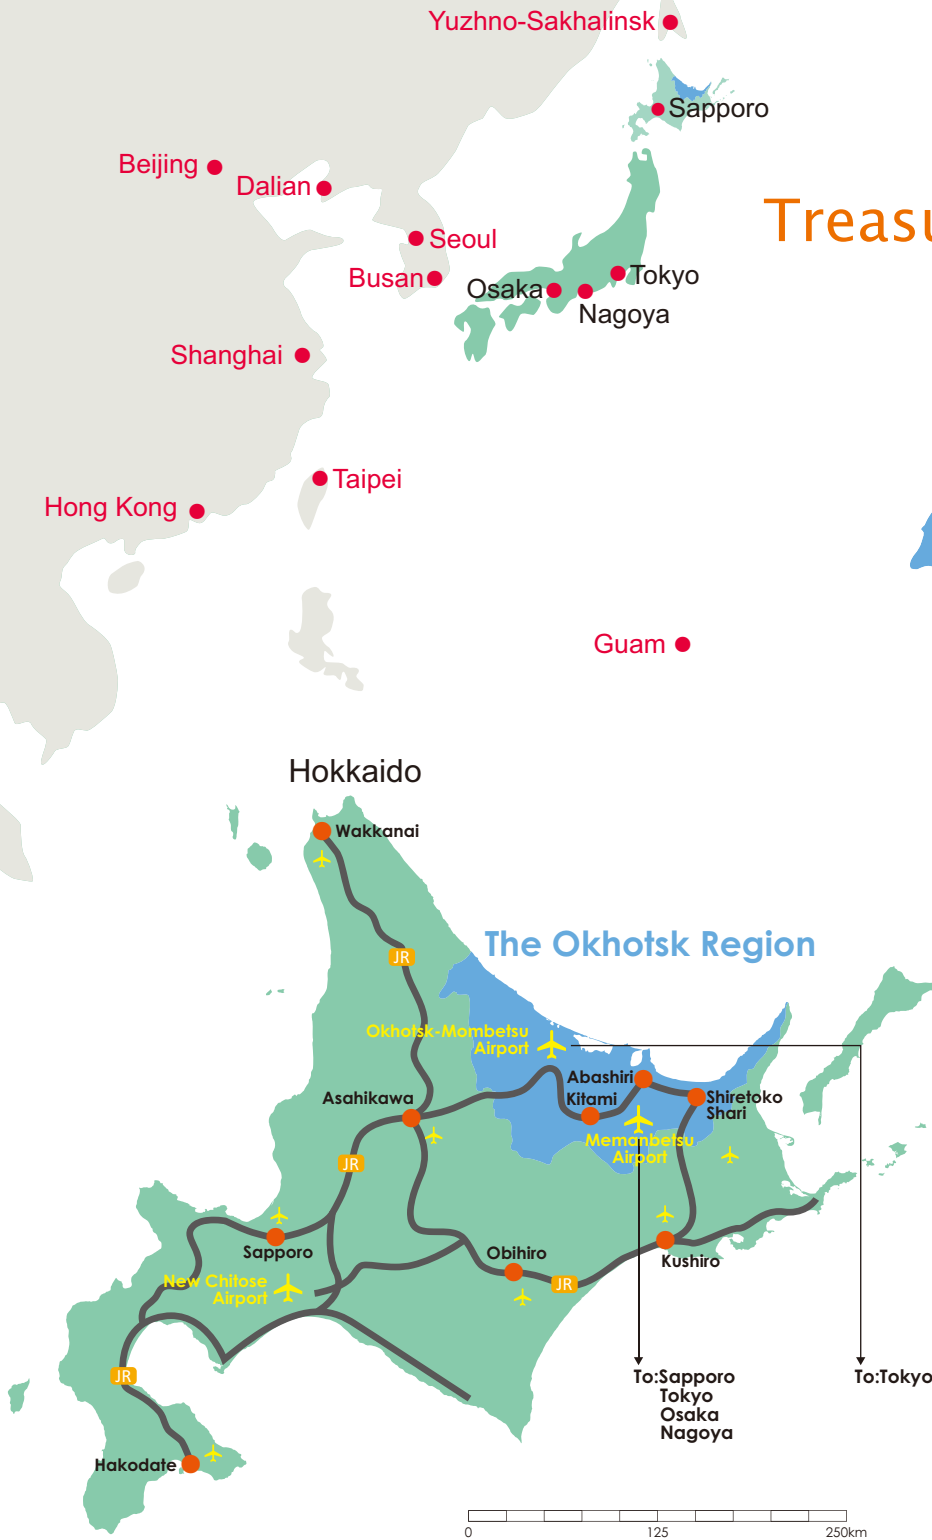 Yuzhno-Sakhalinsk
Sapporo
Beijing
Dalian
Treasu
Seoul
Busan
Tokyo
Osaka
Nagoya
Shanghai
Taipei
Hong Kong
Guam
Hokkaido
Wakkanai
The Okhotsk Region
JR
Okhotsk-Mombetsu
Airport
Abashiri
Kitami
Asahikawa
Shiretoko
Shari
Memanbetsu
Airport
JR
Sapporo
Obihiro
Kushiro
New Chitose
Airport
JR
JR
To:Sapporo
Tokyo
Osaka
Nagoya
To:Tokyo
Hakodate
0
125
250km